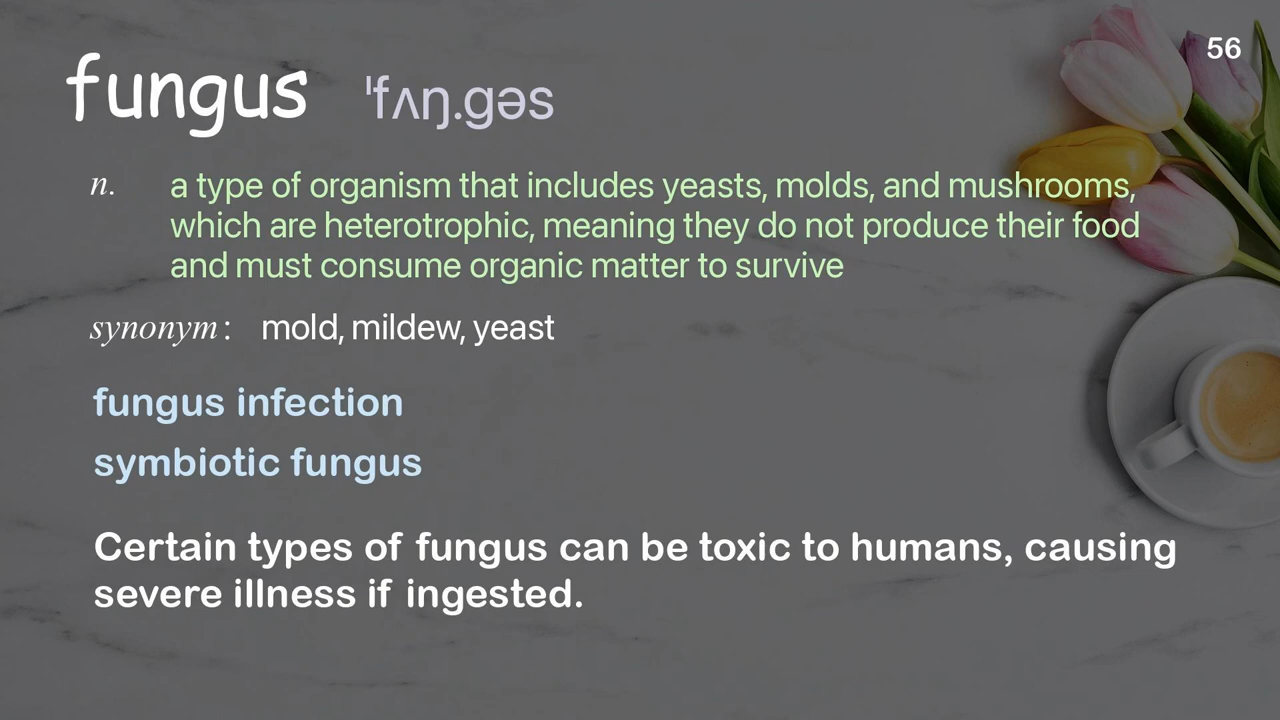 56
fungus ˈfʌŋ.gəs
n. a type of organism that includes yeasts, molds, and mushrooms,
which are heterotrophic, meaning they do not produce their food
and must consume organic matter to survive
synonym: mold, mildew, yeast
fungus infection
symbiotic fungus
Certain types of fungus can be toxic to humans, causing
severe illness if ingested.